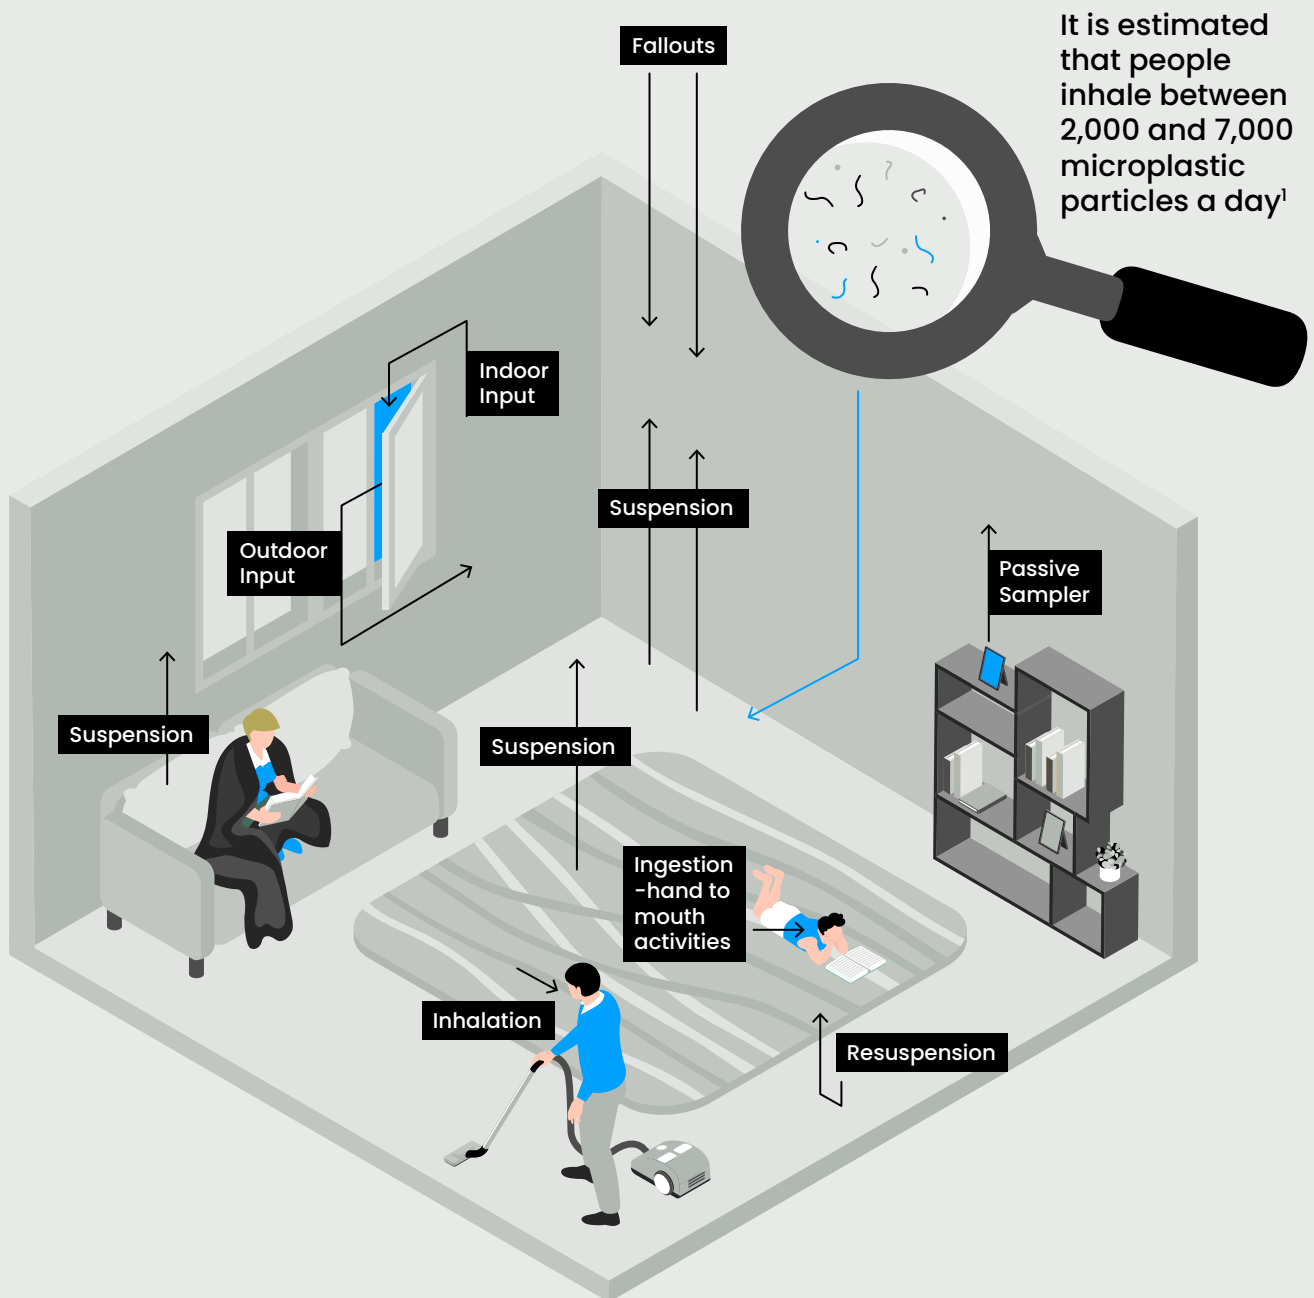 It is estimated
that people
inhale between
2,000 and 7,000
microplastic
particles a day¹
Fallouts
Indoor
Input
Suspension
Outdoor
Input
Passive
Sampler
Suspension
Suspension
Ingestion
-hand to
mouth
activities
Inhalation
Resuspension